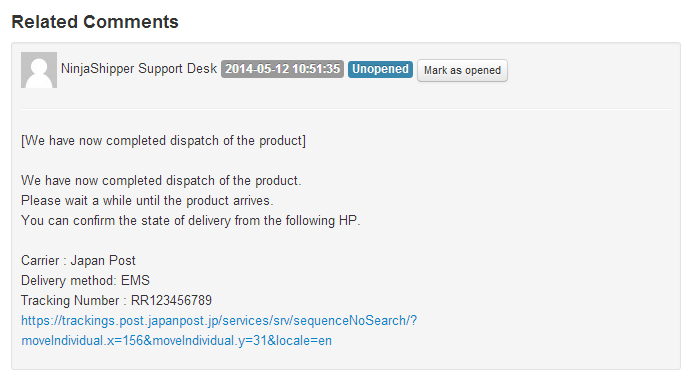 Related Comments
NinjaShipper Support Desk 2014-05-12 10:51:35 Unopened Mark as opened
[We have now completed dispatch of the product]
We have now completed dispatch of the product.
Please wait a while until the product arrives.
You can confirm the state of delivery from the following HP.
Carrier : Japan Post
Delivery method: EMS
Tracking Number : RR123456789
https://trackings.post.japanpost.jp/services/srv/sequenceNoSearch/?
moveIndividual.x=156&moveIndividual.y=31&locale=en